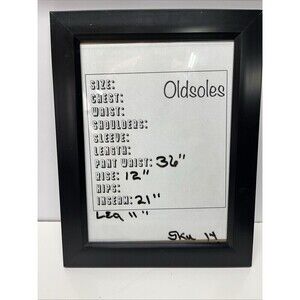 Oldsoles
SIZE:
CHEST:
WAIST:
SHOULDERS:
SLEEVE:
LENGTH:
PANT WAIST: 36"
RISE: 12"
HIPS:
INSEAM: 21"
Leg 11"
SKU 14